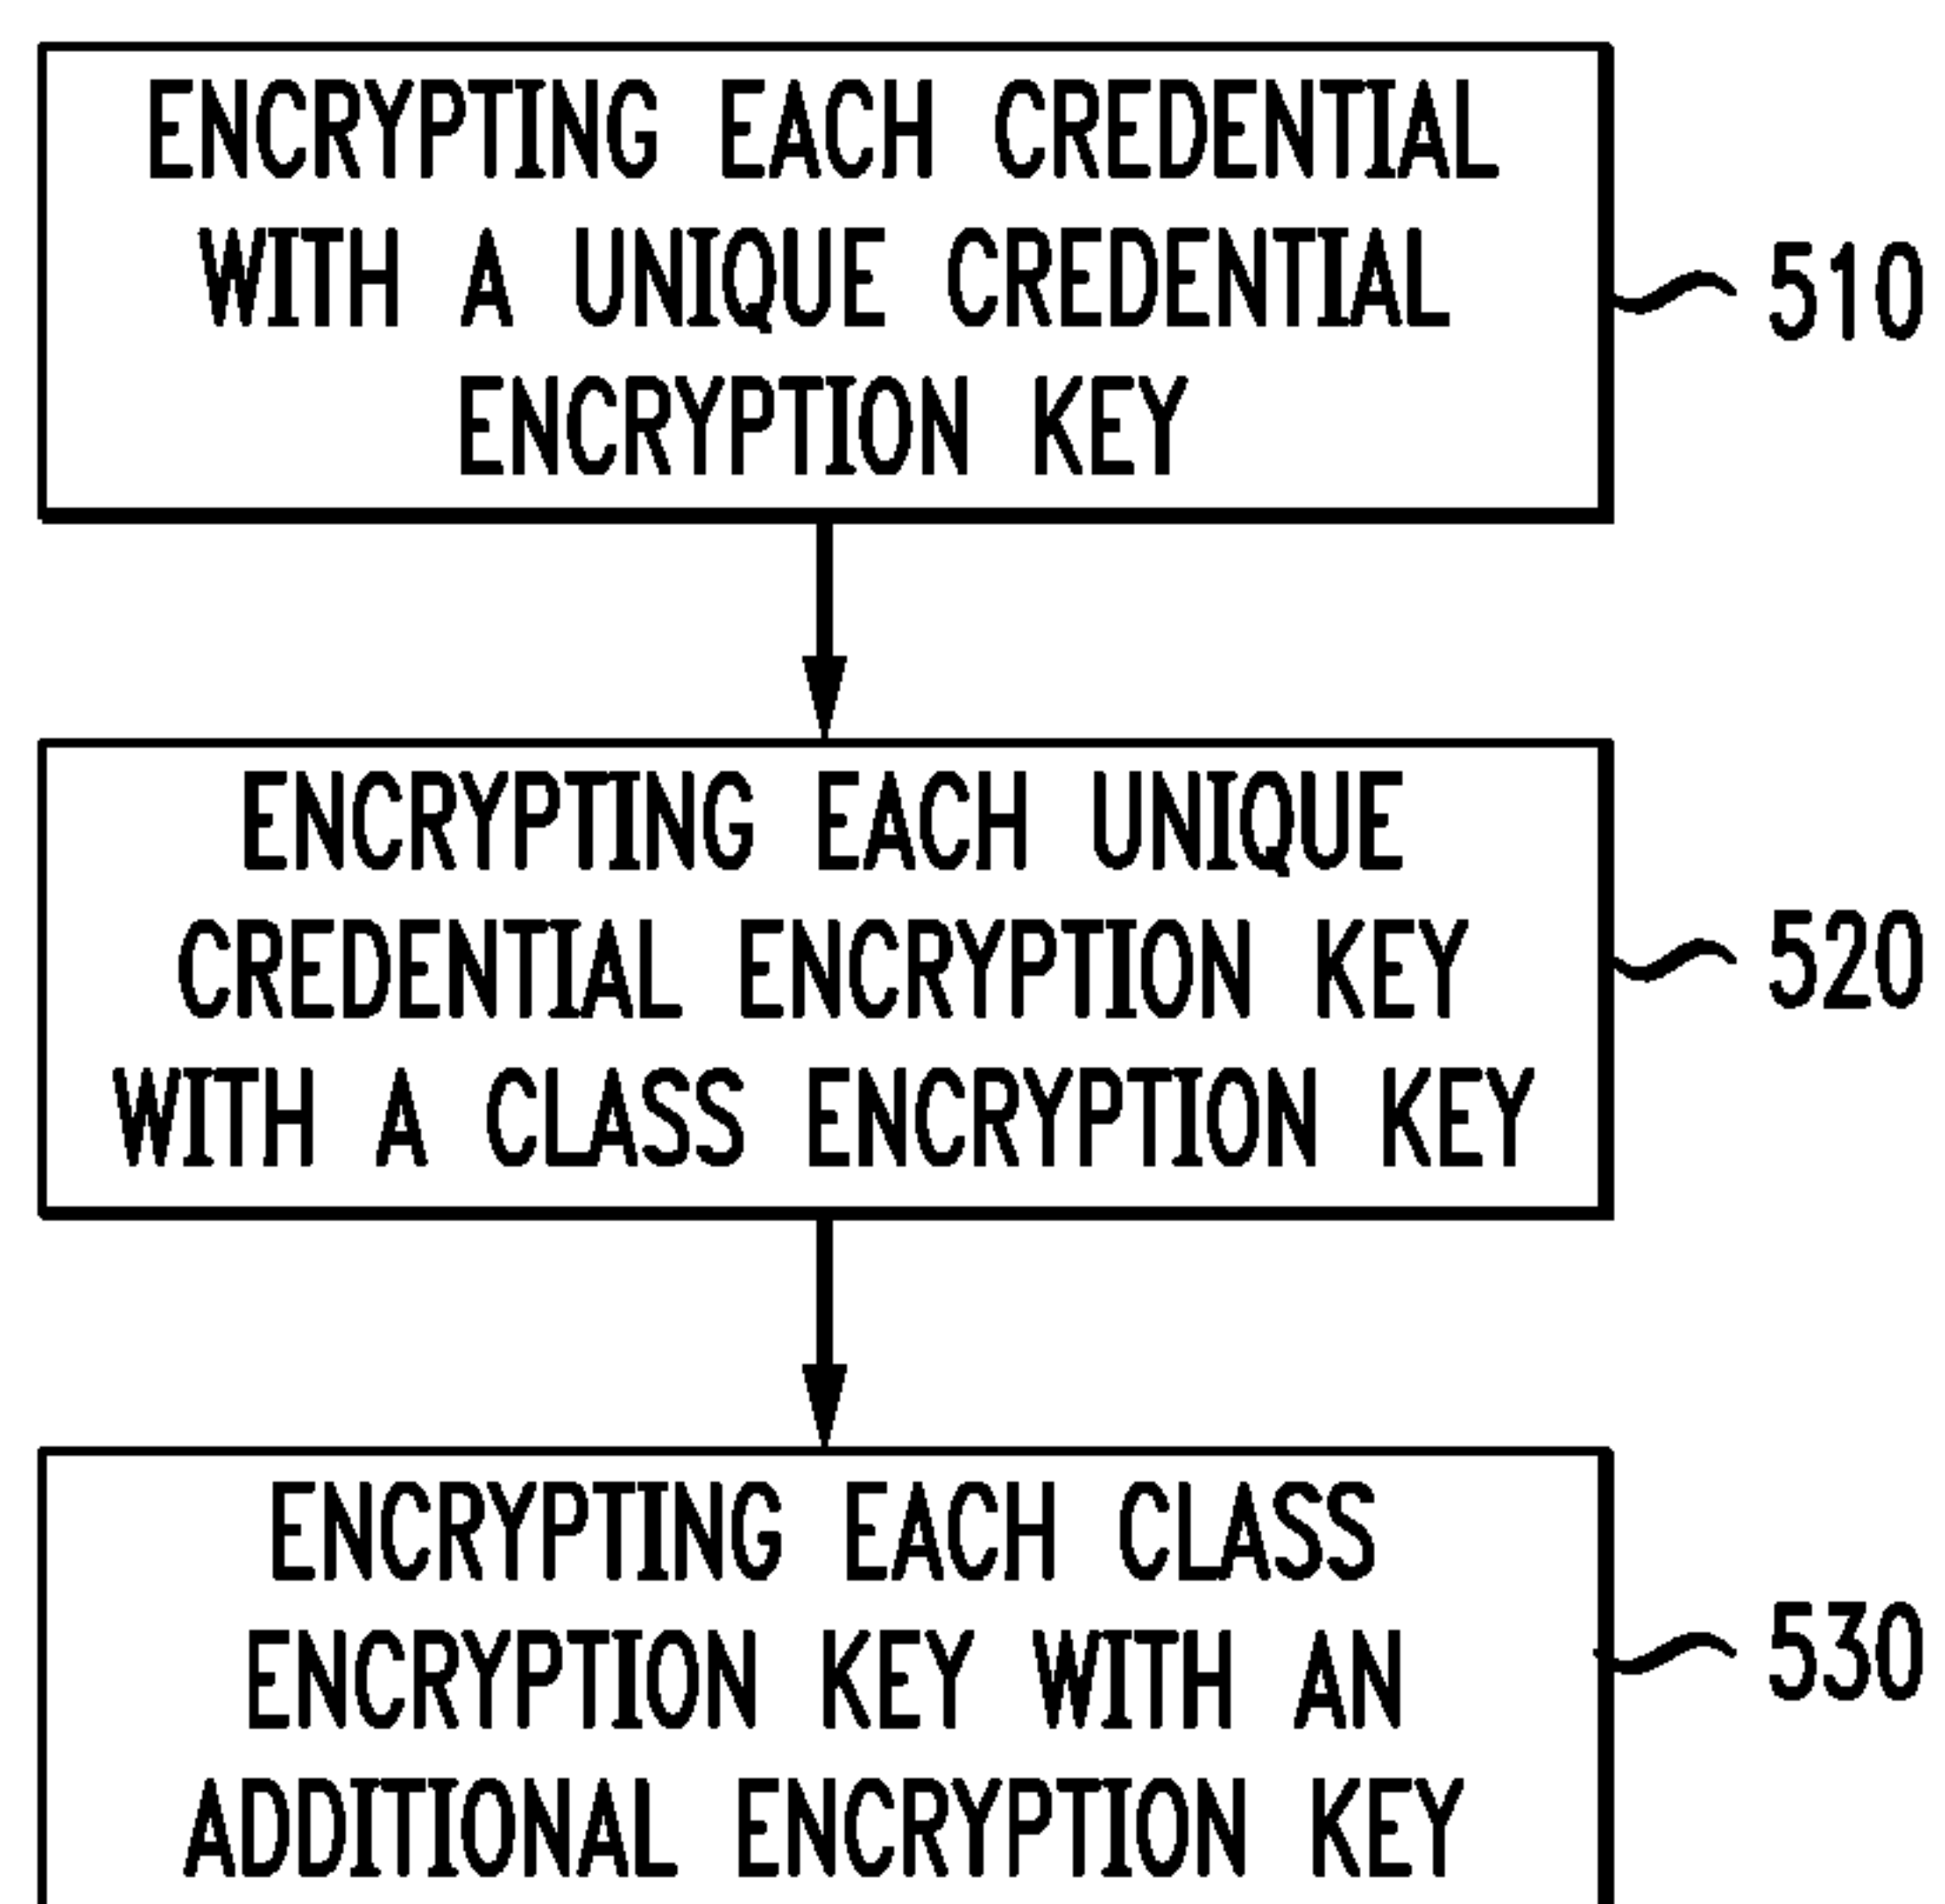 ENCRYPTING EACH CREDENTIAL
WITH A UNIQUE CREDENTIAL
ENCRYPTION KEY
510
ENCRYPTING EACH UNIQUE
CREDENTIAL ENCRYPTION KEY
WITH A CLASS ENCRYPTION KEY
520
ENCRYPTING EACH CLASS
ENCRYPTION KEY WITH AN
ADDITIONAL ENCRYPTION KEY
530